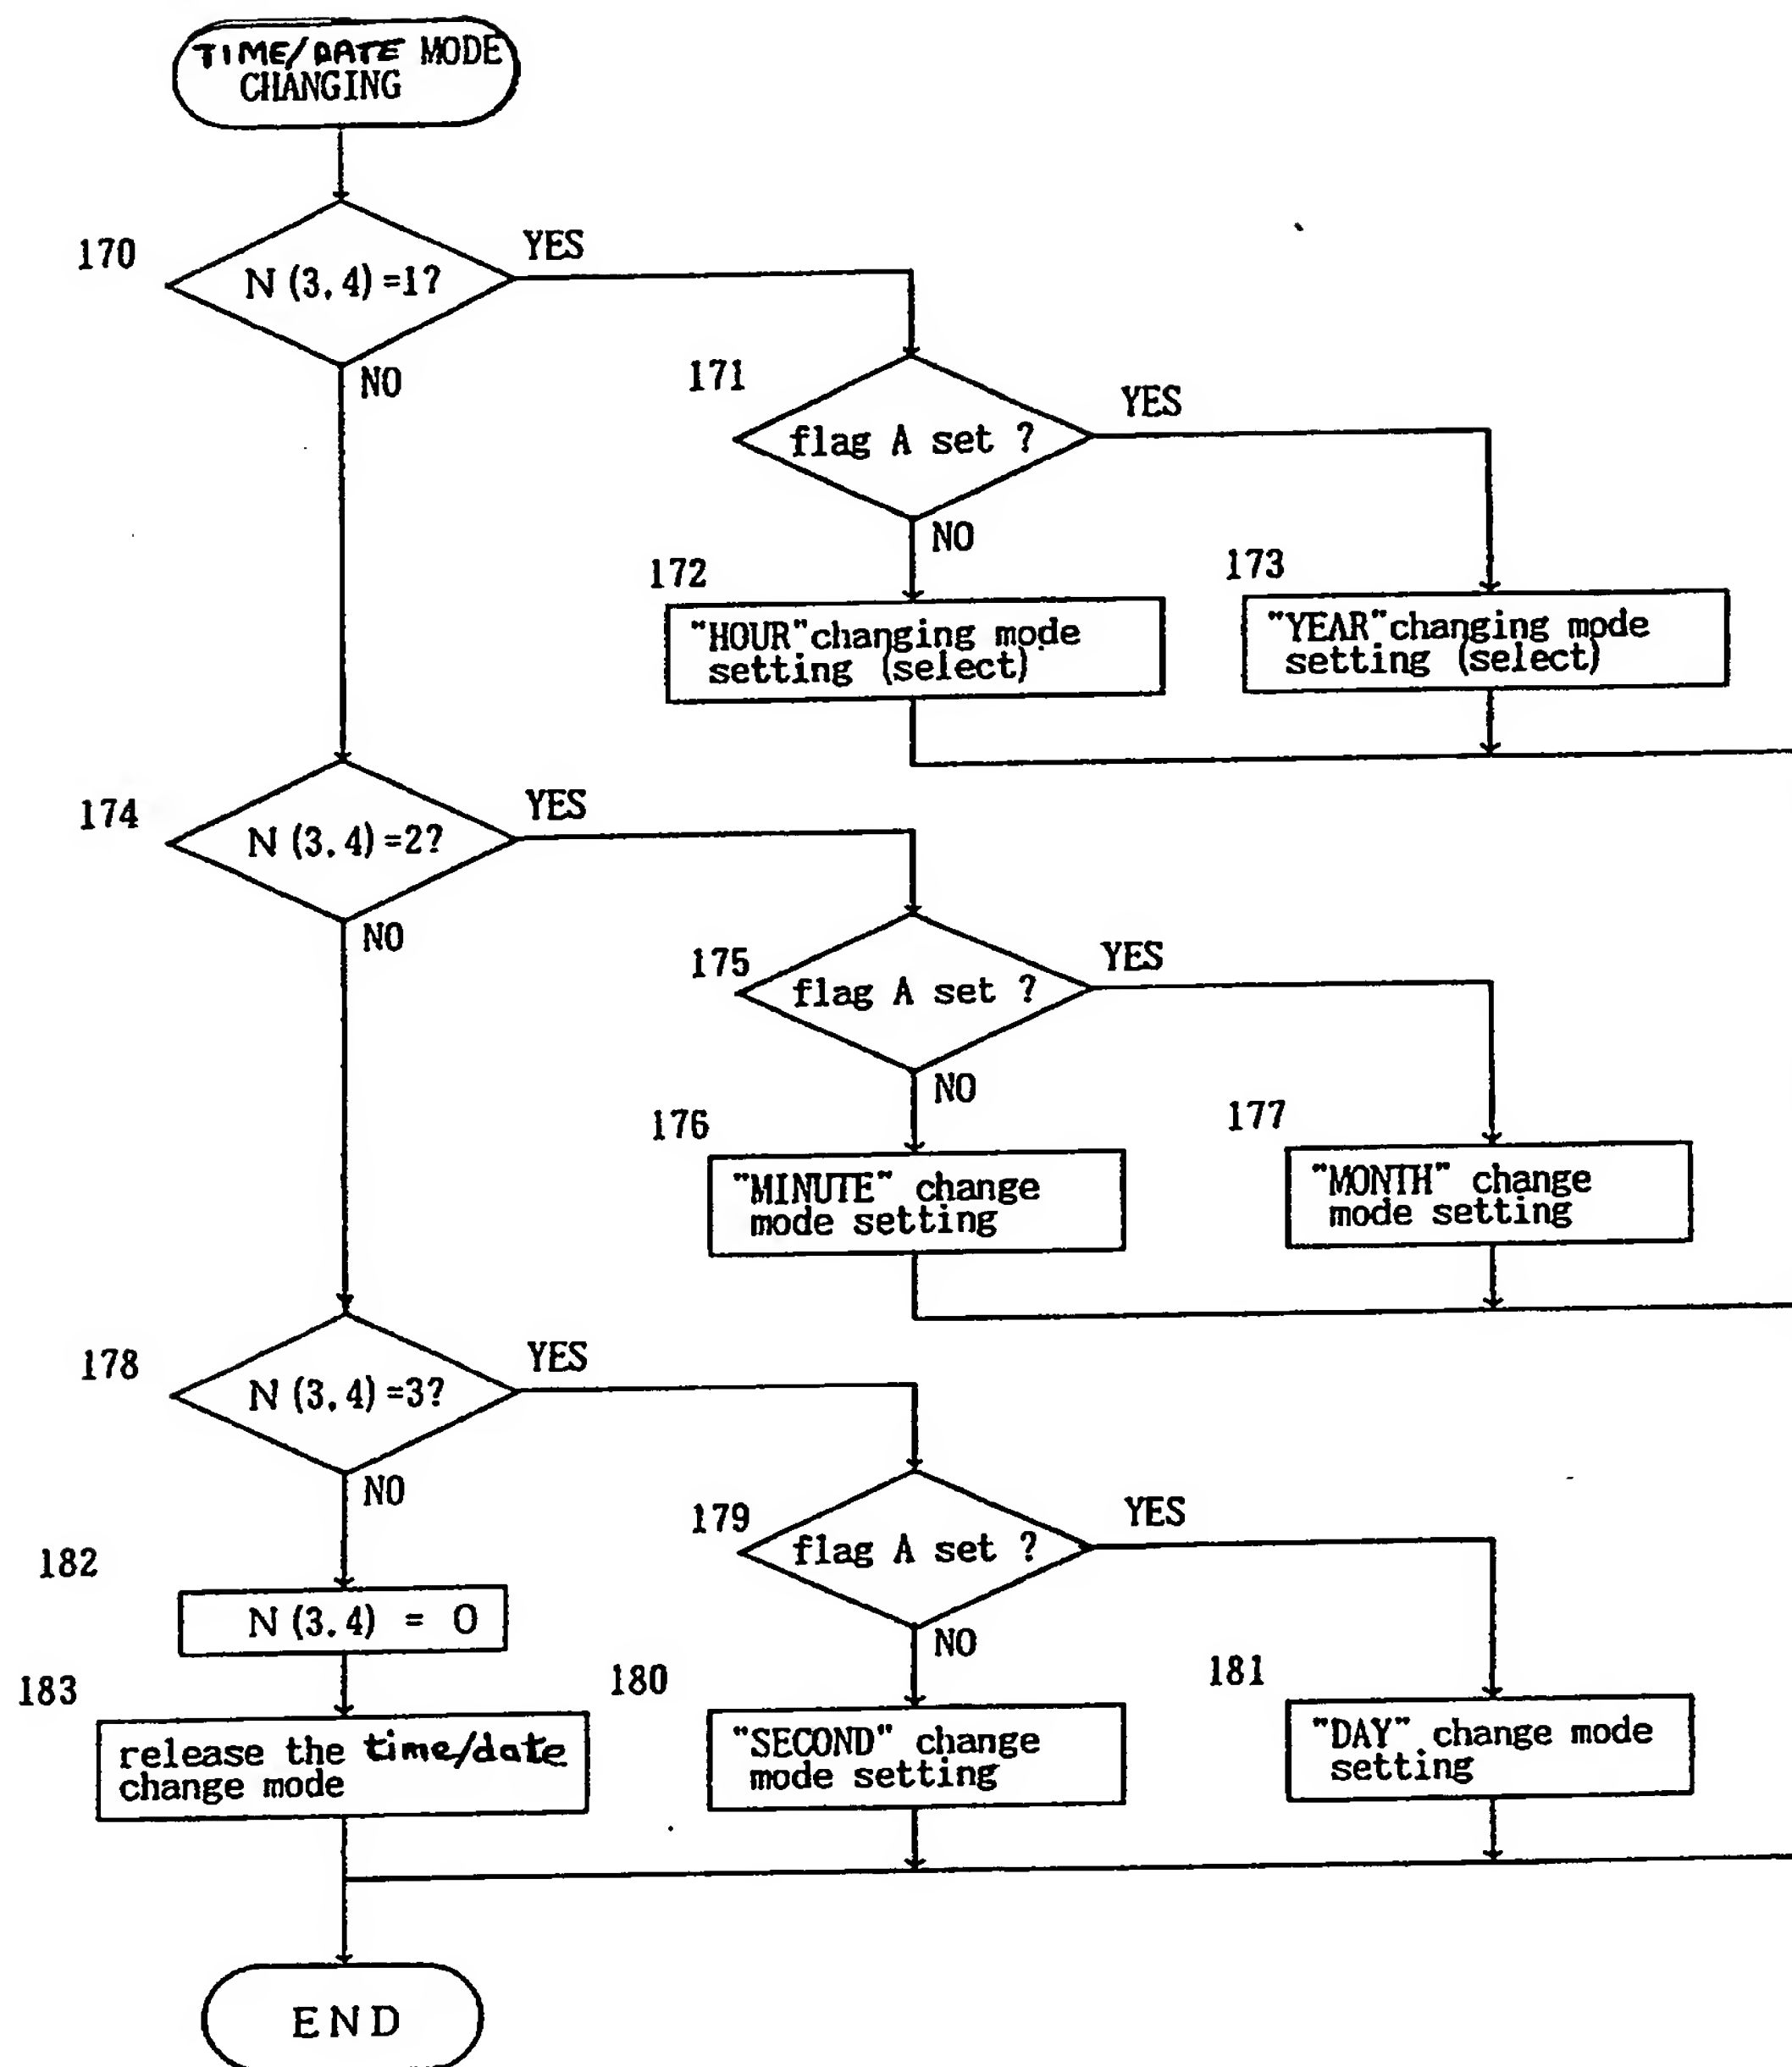 TIME/DATE MODE
CHANGING
170
N (3, 4) =1?
YES
NO
171
flag A set ?
YES
NO
172
"HOUR"changing mode
setting (select)
173
"YEAR"changing mode
setting (select)
174
N (3, 4) =2?
YES
NO
175
flag A set ?
YES
NO
176
"MINUTE" change
mode setting
177
"MONTH" change
mode setting
178
N (3, 4) =3?
YES
NO
179
flag A set ?
YES
NO
180
"SECOND" change
mode setting
181
"DAY" change mode
setting
182
N (3, 4) = 0
183
release the time/date
change mode
END